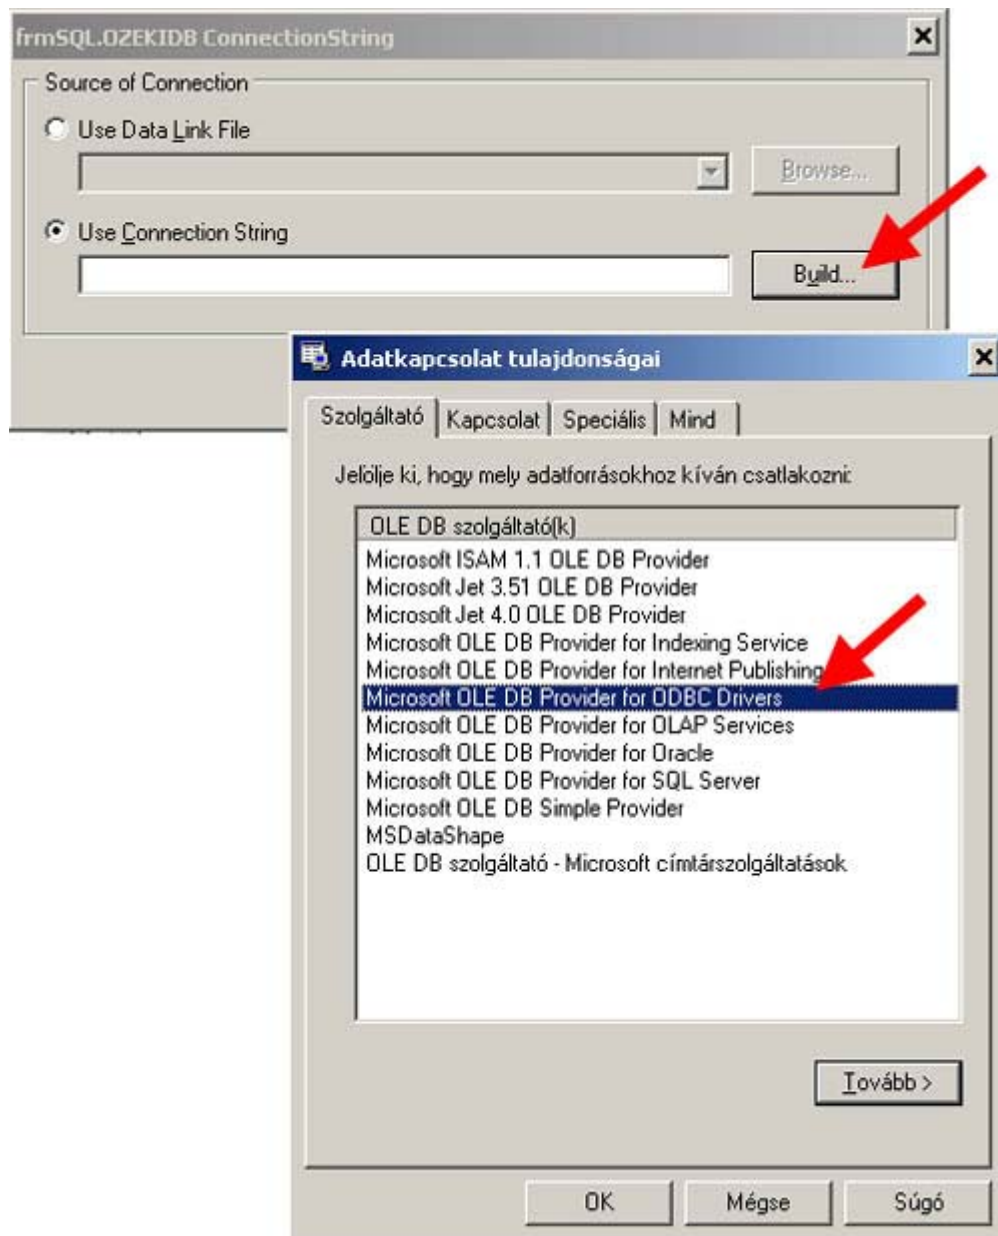 frmSQL.OZEKIDB ConnectionString
Source of Connection
Use Data Link File
Browse...
Use Connection String
Build...
Adatkapcsolat tulajdonságai
Szolgáltató Kapcsolat Speciális Mind
Jelölje ki, hogy mely adatforrásokhoz kíván csatlakozni:
OLE DB szolgáltató(k)
Microsoft ISAM 1.1 OLE DB Provider
Microsoft Jet 3.51 OLE DB Provider
Microsoft Jet 4.0 OLE DB Provider
Microsoft OLE DB Provider for Indexing Service
Microsoft OLE DB Provider for Internet Publishing
Microsoft OLE DB Provider for ODBC Drivers
Microsoft OLE DB Provider for OLAP Services
Microsoft OLE DB Provider for Oracle
Microsoft OLE DB Provider for SQL Server
Microsoft OLE DB Simple Provider
MSDataShape
OLE DB szolgáltató - Microsoft címtárszolgáltatások
Tovább >
OK Mégse Súgó